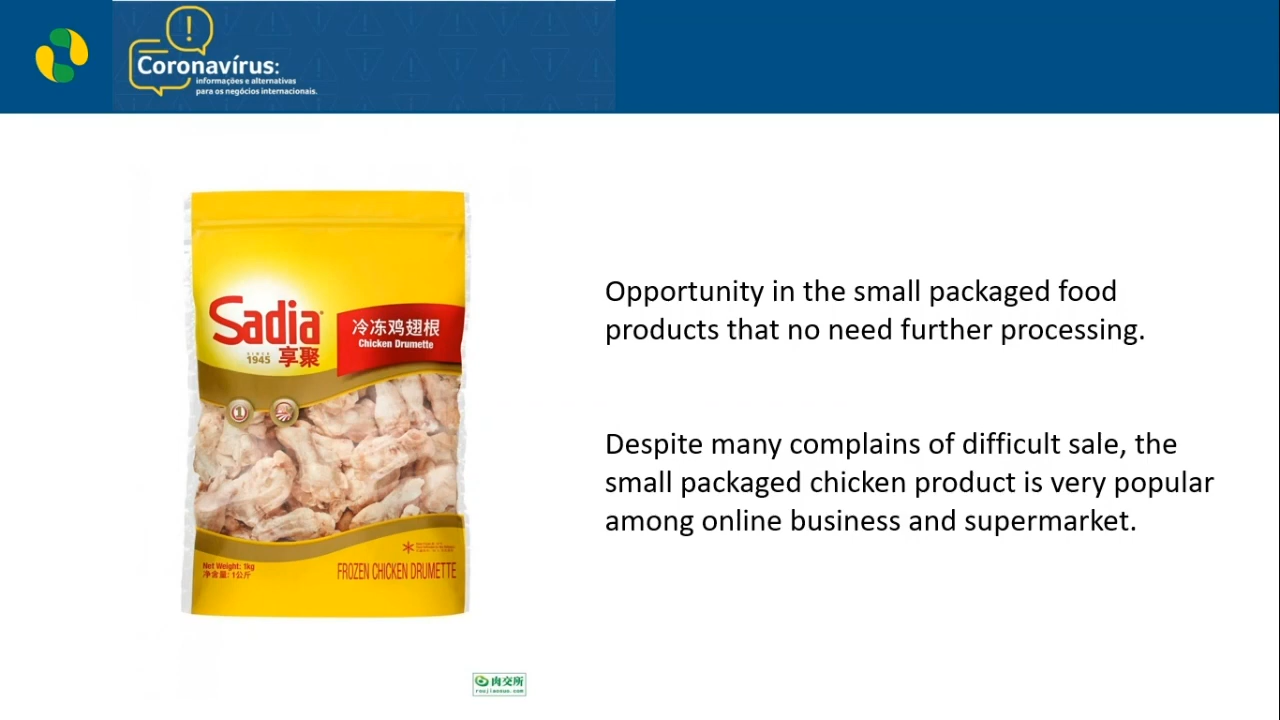 !
Coronavírus:
informações e alternativas
para os negócios internacionais.
Sadia
SINCE
1945 享聚
冷冻鸡翅根
Chicken Drumette
1
Net Weight: 1kg
净含量: 1公斤
FROZEN CHICKEN DRUMETTE
Opportunity in the small packaged food
products that no need further processing.
Despite many complains of difficult sale, the
small packaged chicken product is very popular
among online business and supermarket.
肉交所
roujiaosuo.com